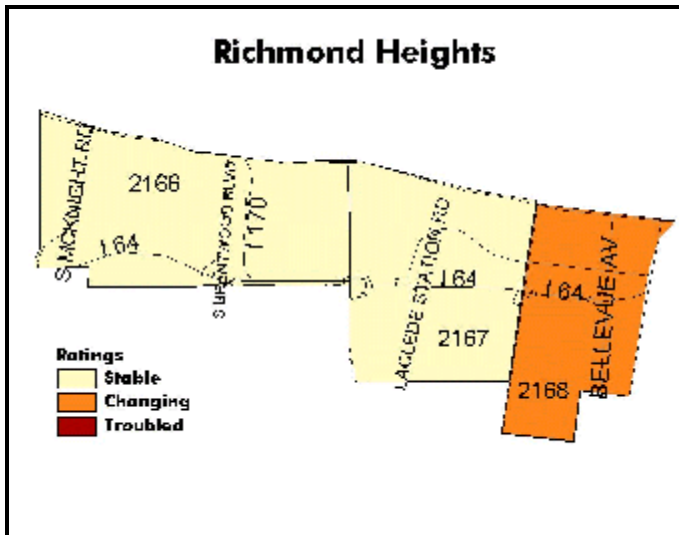 Richmond Heights
S MCKNIGHT RD
2166
S BRENTWOOD BLVD
I 170
I 64
LACLEDE STATION RD
I 64
2167
BELLEVUE AV
I 64
2168
Ratings
Stable
Changing
Troubled